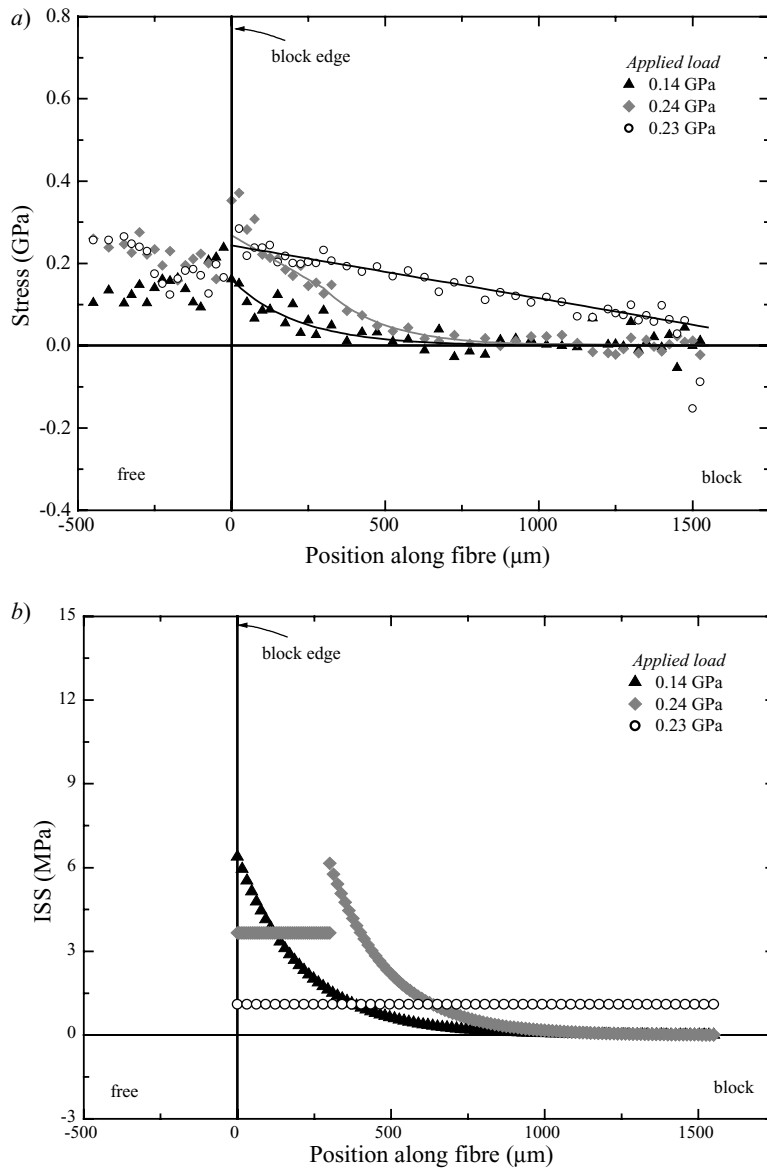 a)
0.8
0.6
0.4
0.2
0.0
-0.2
-0.4
Stress (GPa)
block edge
Applied load
0.14 GPa
0.24 GPa
0.23 GPa
free
block
-500
0
500
1000
1500
Position along fibre (µm)
b)
15
12
9
6
3
0
-3
ISS (MPa)
block edge
Applied load
0.14 GPa
0.24 GPa
0.23 GPa
free
block
-500
0
500
1000
1500
Position along fibre (µm)